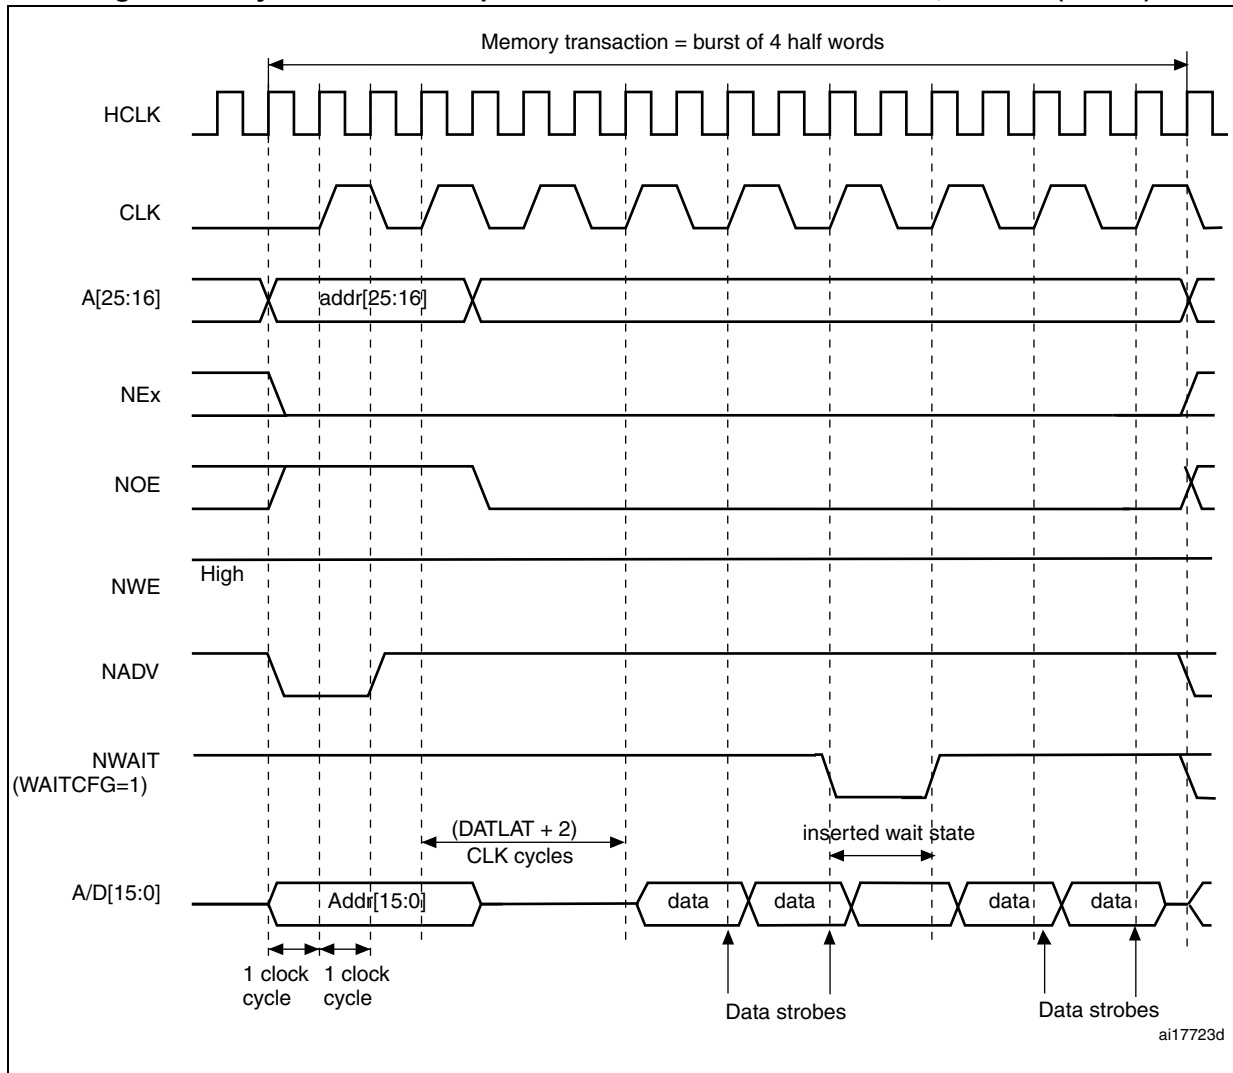 Memory transaction = burst of 4 half words
HCLK
CLK
A[25:16]
addr[25:16]
NEx
NOE
High
NWE
NADV
NWAIT
(WAITCFG=1)
(DATLAT + 2)
CLK cycles
inserted wait state
A/D[15:0]
Addr[15:0]
data
data
data
data
1 clock
cycle
1 clock
cycle
Data strobes
Data strobes
ai17723d